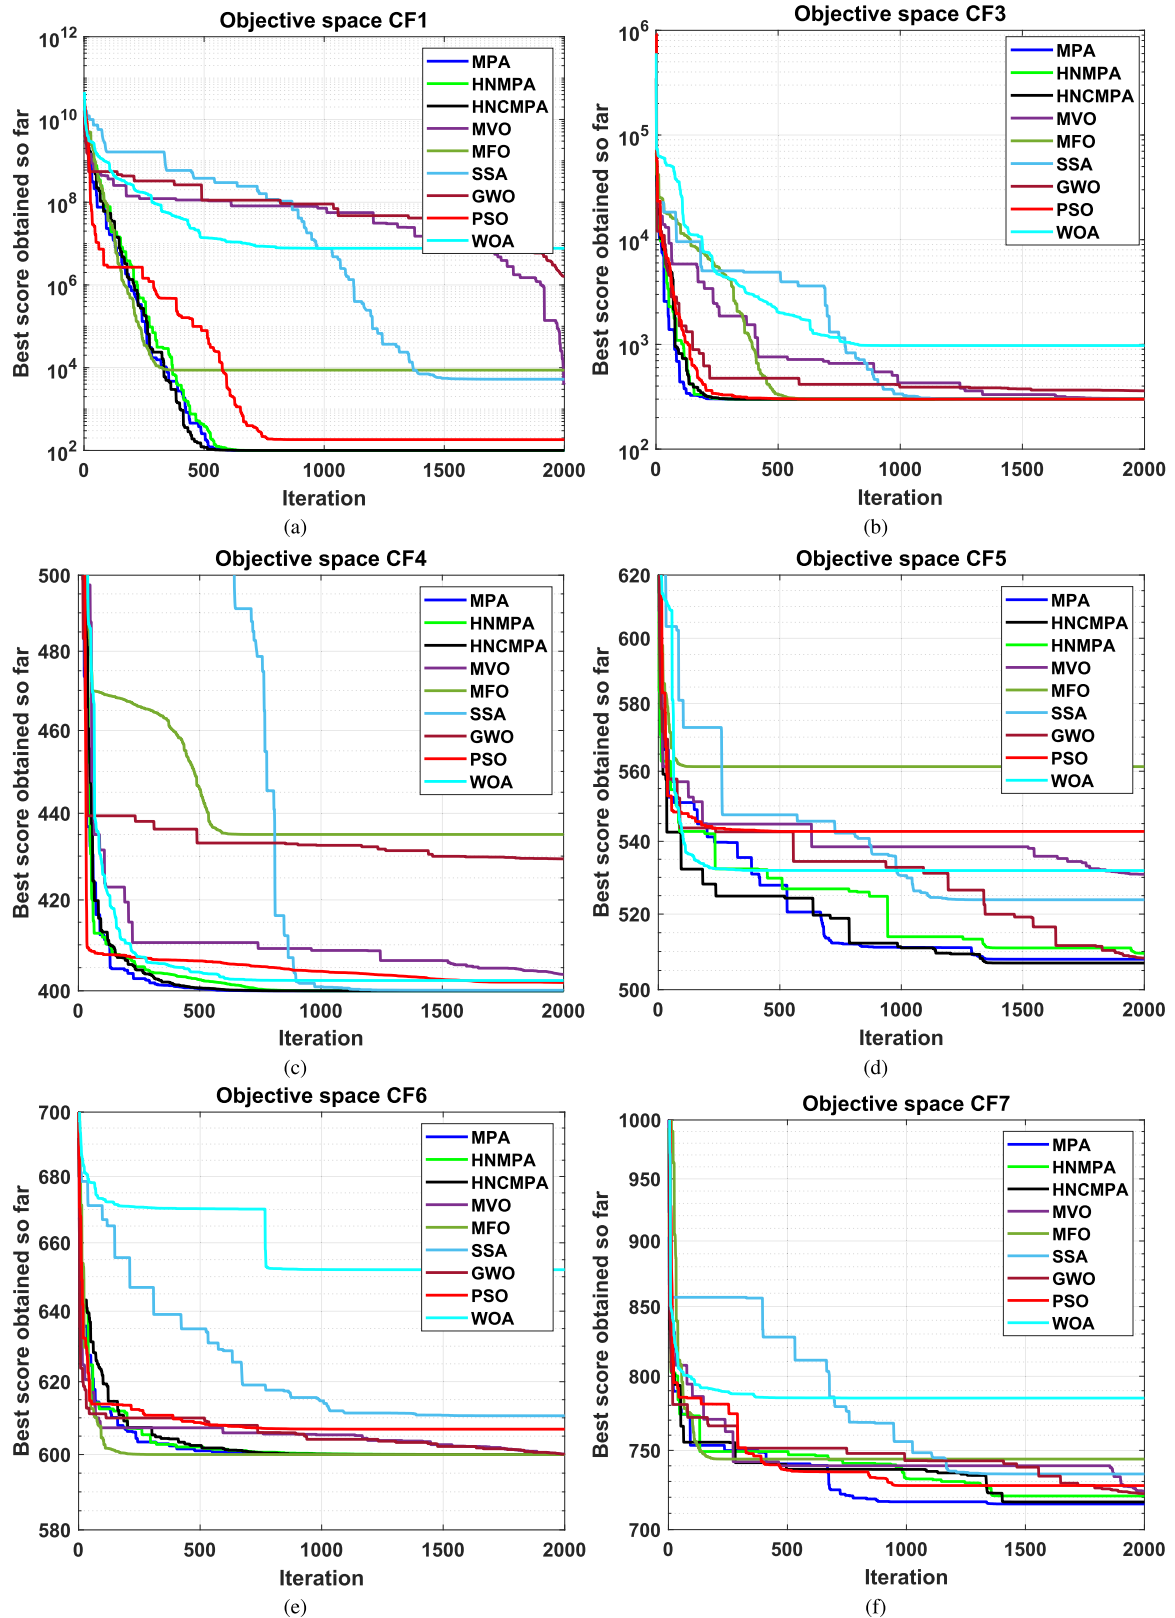 Objective space CF1
Best score obtained so far
10^12
10^10
10^8
10^6
10^4
10^2
0
500
1000
1500
2000
Iteration
MPA
HNMPA
HNCMPA
MVO
MFO
SSA
GWO
PSO
WOA
(a)
Objective space CF3
Best score obtained so far
10^6
10^5
10^4
10^3
10^2
0
500
1000
1500
2000
Iteration
MPA
HNMPA
HNCMPA
MVO
MFO
SSA
GWO
PSO
WOA
(b)
Objective space CF4
Best score obtained so far
500
480
460
440
420
400
0
500
1000
1500
2000
Iteration
MPA
HNMPA
HNCMPA
MVO
MFO
SSA
GWO
PSO
WOA
(c)
Objective space CF5
Best score obtained so far
620
600
580
560
540
520
500
0
500
1000
1500
2000
Iteration
MPA
HNCMPA
HNMPA
MVO
MFO
SSA
GWO
PSO
WOA
(d)
Objective space CF6
Best score obtained so far
700
680
660
640
620
600
580
0
500
1000
1500
2000
Iteration
MPA
HNMPA
HNCMPA
MVO
MFO
SSA
GWO
PSO
WOA
(e)
Objective space CF7
Best score obtained so far
1000
950
900
850
800
750
700
0
500
1000
1500
2000
Iteration
MPA
HNMPA
HNCMPA
MVO
MFO
SSA
GWO
PSO
WOA
(f)